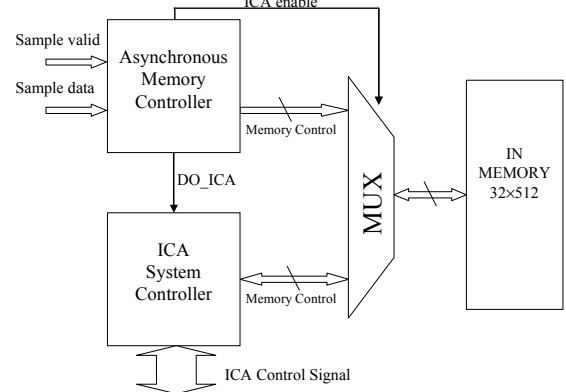 ICA enable
Sample valid
Sample data
Asynchronous
Memory
Controller
Memory Control
DO_ICA
ICA
System
Controller
Memory Control
MUX
IN
MEMORY
32×512
ICA Control Signal